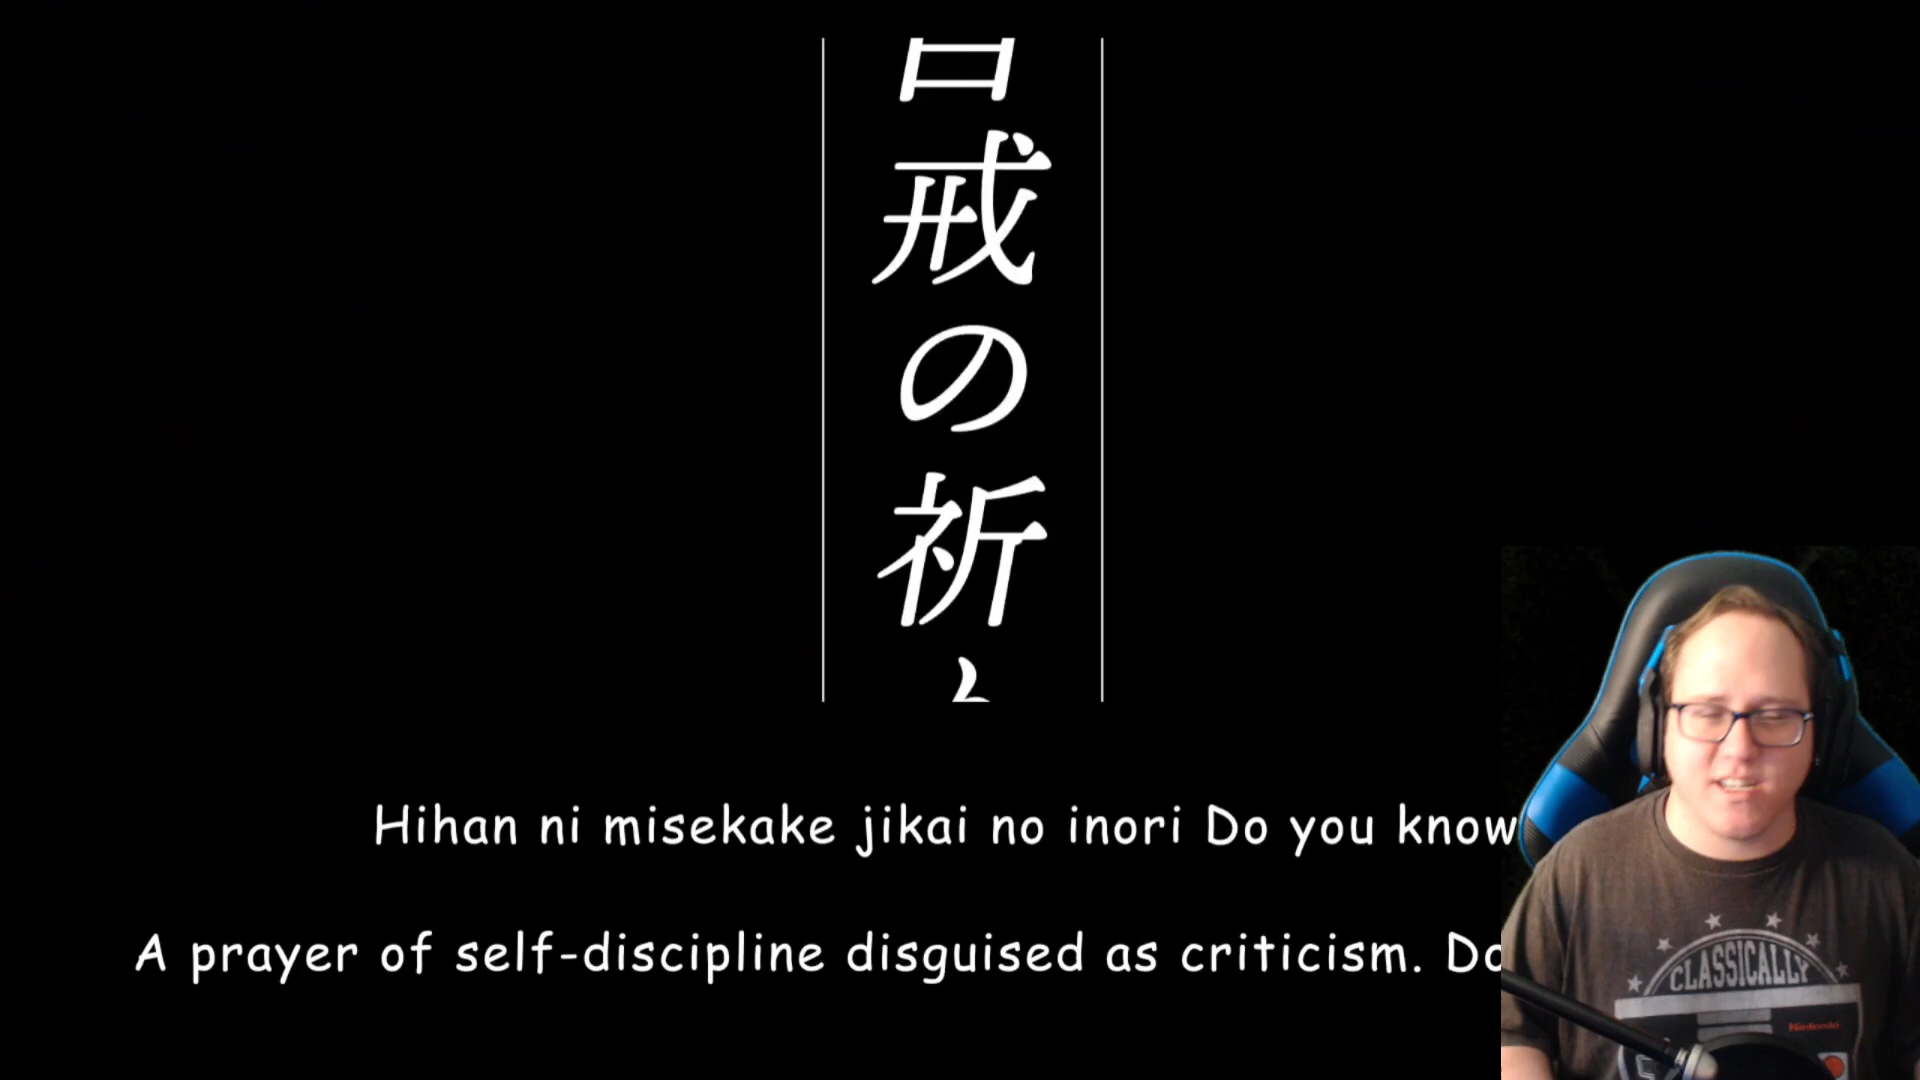 戒の祈
Hihan ni misekake jikai no inori Do you know
A prayer of self-discipline disguised as criticism. Do
CLASSICALLY
Nintendo